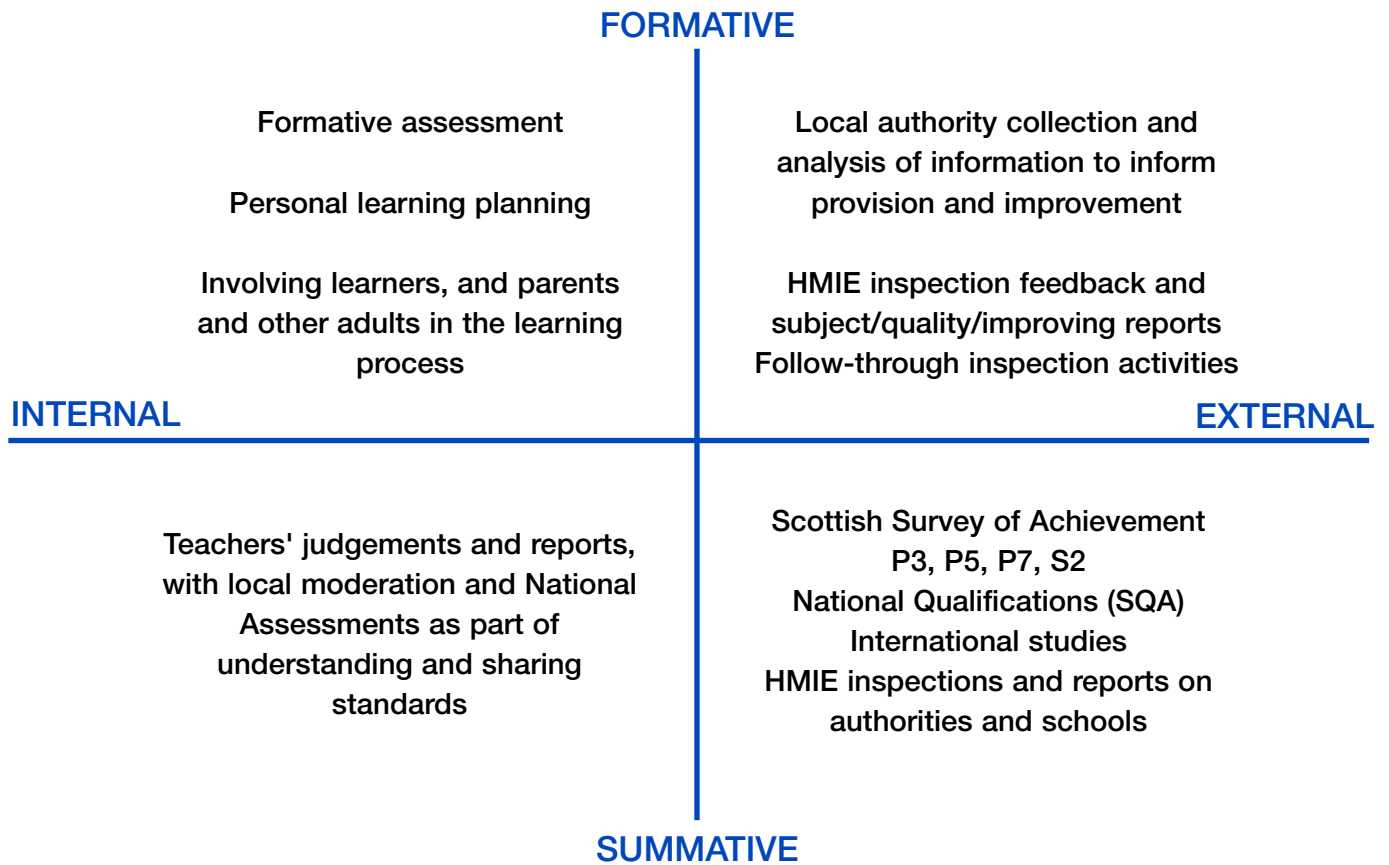 FORMATIVE
Formative assessment
Personal learning planning
Involving learners, and parents
and other adults in the learning
process
Local authority collection and
analysis of information to inform
provision and improvement
HMIE inspection feedback and
subject/quality/improving reports
Follow-through inspection activities
INTERNAL
EXTERNAL
Teachers' judgements and reports,
with local moderation and National
Assessments as part of
understanding and sharing
standards
Scottish Survey of Achievement
P3, P5, P7, S2
National Qualifications (SQA)
International studies
HMIE inspections and reports on
authorities and schools
SUMMATIVE